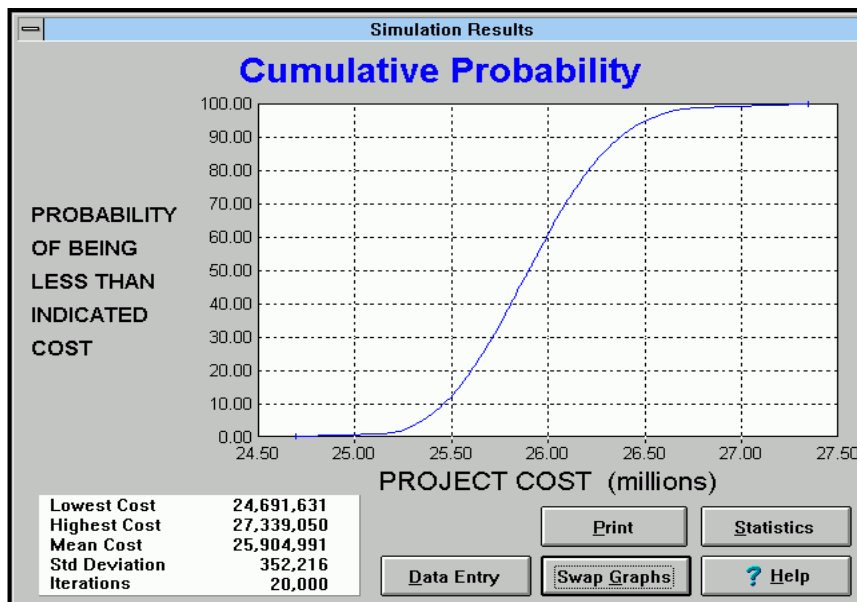 Simulation Results
Cumulative Probability
PROBABILITY
OF BEING
LESS THAN
INDICATED
COST
100.00
90.00
80.00
70.00
60.00
50.00
40.00
30.00
20.00
10.00
0.00
24.50 25.00 25.50 26.00 26.50 27.00 27.50
PROJECT COST (millions)
Lowest Cost 24,691,631
Highest Cost 27,339,050
Mean Cost 25,904,991
Std Deviation 352,216
Iterations 20,000
Print Statistics
Data Entry Swap Graphs ? Help